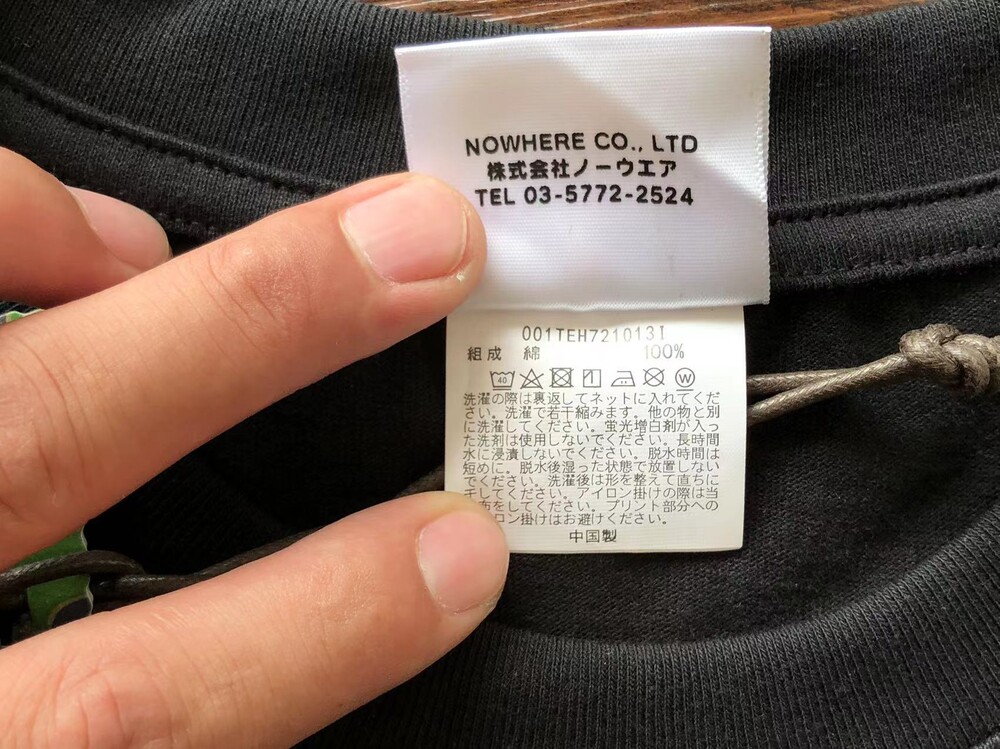 NOWHERE CO., LTD
株式会社ノーウエア
TEL 03-5772-2524
001TEH721013I
組成 綿 100%
40 W
洗濯の際は裏返してネットに入れてくだ
さい。洗濯で若干縮みます。他の物と別
に洗濯してください。蛍光増白剤が入っ
た洗剤は使用しないでください。長時間
水に浸漬しないでください。脱水時間は
短めに。脱水後湿った状態で放置しない
でください。洗濯後は形を整えて直ちに
干してください。アイロン掛けの際は当
布をしてください。プリント部分への
ロン掛けはお避けください。
中国製